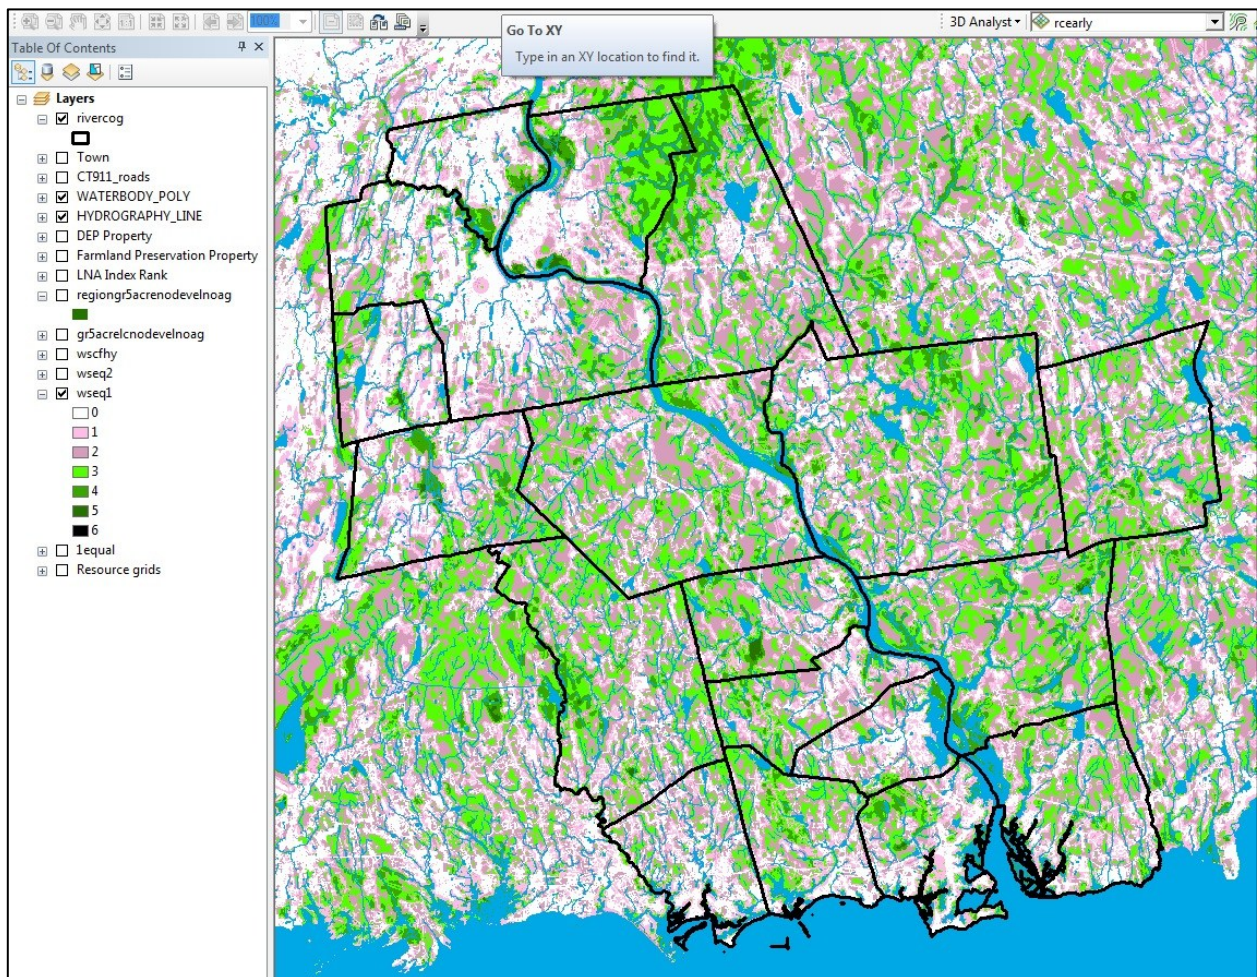 100%
Go To XY
Type in an XY location to find it.
3D Analyst
rcearly
Table Of Contents
Layers
rivercog
Town
CT911_roads
WATERBODY_POLY
HYDROGRAPHY_LINE
DEP Property
Farmland Preservation Property
LNA Index Rank
regiongr5acrenodevelnoag
gr5acrelcnodevelnoag
wscfhy
wseq2
wseq1
0
1
2
3
4
5
6
1equal
Resource grids